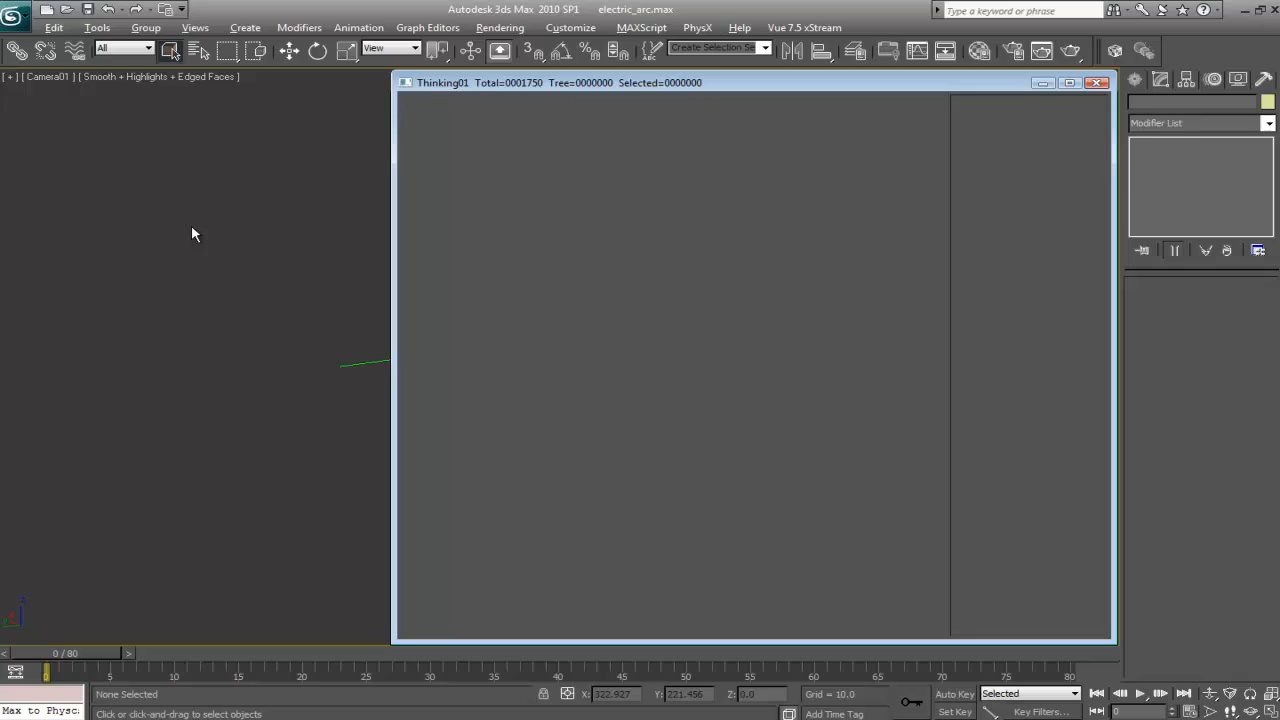 Autodesk 3ds Max 2010 SP1 electric_arc.max
Type a keyword or phrase
Edit Tools Group Views Create Modifiers Animation Graph Editors Rendering Customize MAXScript PhysX Help Vue 7.5 xStream
All View Create Selection Se
[ + ] [ Camera01 ] [ Smooth + Highlights + Edged Faces ]
Thinking01 Total=0001750 Tree=0000000 Selected=0000000
Modifier List
0 / 80
0 5 10 15 20 25 30 35 40 45 50 55 60 65 70 75 80
None Selected X: 322.927 Y: 221.456 Z: 0.0 Grid = 10.0 Auto Key Selected
Max to Physc: Click or click-and-drag to select objects Add Time Tag Set Key Key Filters... 0